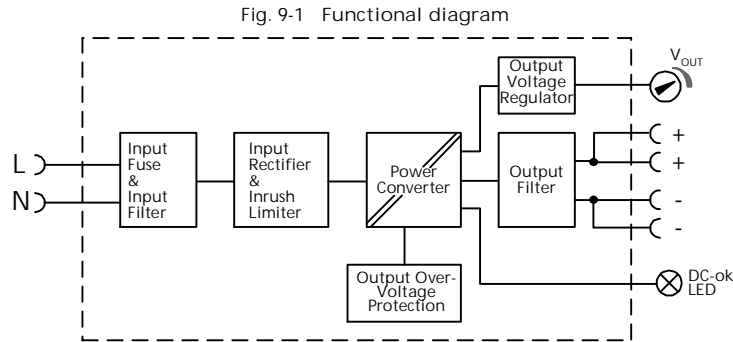 Fig. 9-1 Functional diagram
V OUT
Output
Voltage
Regulator
L
N
Input
Fuse
&
Input
Filter
Input
Rectifier
&
Inrush
Limiter
Power
Converter
Output
Filter
+
+
-
-
Output Over-
Voltage
Protection
DC-ok
LED